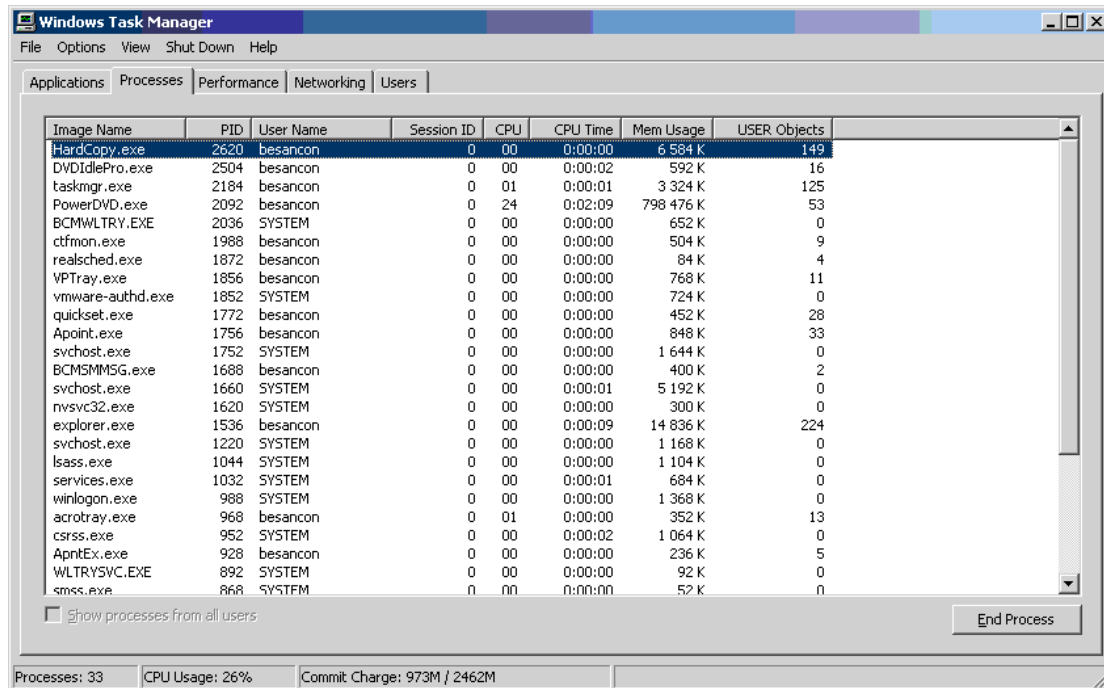 Windows Task Manager
File Options View Shut Down Help
Applications Processes Performance Networking Users
Image Name PID User Name Session ID CPU CPU Time Mem Usage USER Objects
HardCopy.exe 2620 besancon 0 00 0:00:00 6 584 K 149
DVDIdlePro.exe 2504 besancon 0 00 0:00:02 592 K 16
taskmgr.exe 2184 besancon 0 01 0:00:01 3 324 K 125
PowerDVD.exe 2092 besancon 0 24 0:02:09 798 476 K 53
BCMWLTRY.EXE 2036 SYSTEM 0 00 0:00:00 652 K 0
ctfmon.exe 1988 besancon 0 00 0:00:00 504 K 9
realsched.exe 1872 besancon 0 00 0:00:00 84 K 4
VPTray.exe 1856 besancon 0 00 0:00:00 768 K 11
vmware-authd.exe 1852 SYSTEM 0 00 0:00:00 724 K 0
quickset.exe 1772 besancon 0 00 0:00:00 452 K 28
Apoint.exe 1756 besancon 0 00 0:00:00 848 K 33
svchost.exe 1752 SYSTEM 0 00 0:00:00 1 644 K 0
BCMSMMSG.exe 1688 besancon 0 00 0:00:00 400 K 2
svchost.exe 1660 SYSTEM 0 00 0:00:01 5 192 K 0
nvsvc32.exe 1620 SYSTEM 0 00 0:00:00 300 K 0
explorer.exe 1536 besancon 0 00 0:00:09 14 836 K 224
svchost.exe 1220 SYSTEM 0 00 0:00:00 1 168 K 0
lsass.exe 1044 SYSTEM 0 00 0:00:00 1 104 K 0
services.exe 1032 SYSTEM 0 00 0:00:01 684 K 0
winlogon.exe 988 SYSTEM 0 00 0:00:00 1 368 K 0
acrotray.exe 968 besancon 0 01 0:00:00 352 K 13
csrss.exe 952 SYSTEM 0 00 0:00:02 1 064 K 0
ApntEx.exe 928 besancon 0 00 0:00:00 236 K 5
WLTRYSVC.EXE 892 SYSTEM 0 00 0:00:00 92 K 0
smss.exe 868 SYSTEM 0 00 0:00:00 52 K 0
Show processes from all users
End Process
Processes: 33 CPU Usage: 26% Commit Charge: 973M / 2462M